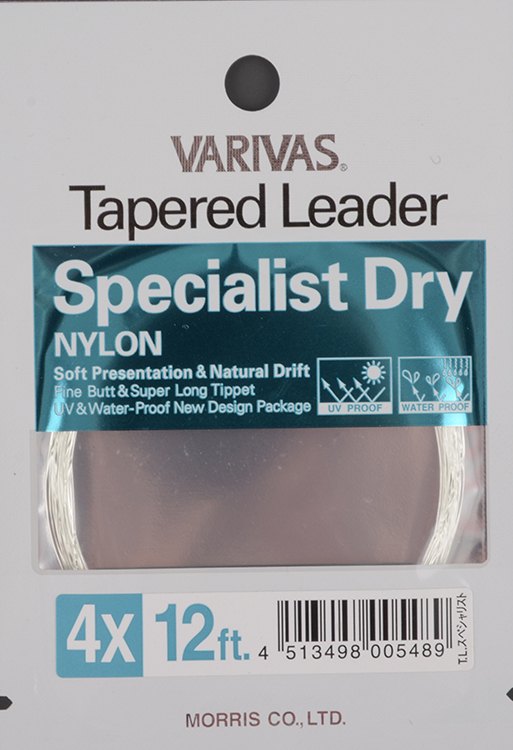 VARIVAS®
Tapered Leader
Specialist Dry
NYLON
Soft Presentation & Natural Drift
Fine Butt & Super Long Tippet
UV & Water-Proof New Design Package
UV PROOF
WATER PROOF
4x 12ft.
4 513498 005489
T.L.スペシャリスト
MORRIS CO., LTD.